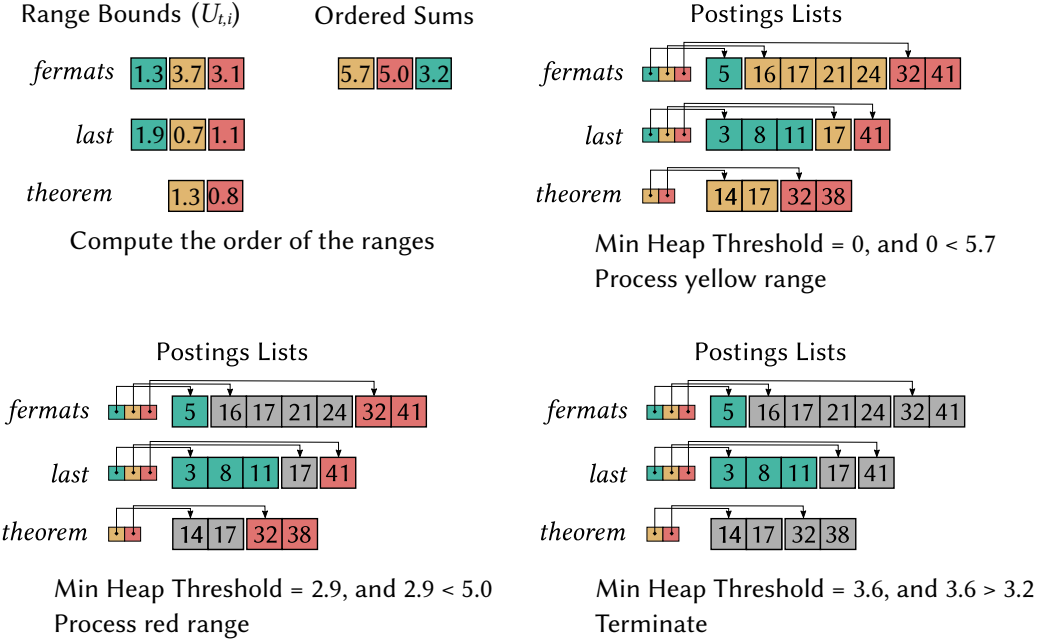 Range Bounds (U_{t,i})
Ordered Sums
fermats 1.3 3.7 3.1
5.7 5.0 3.2
last 1.9 0.7 1.1
theorem 1.3 0.8
Compute the order of the ranges
Postings Lists
fermats 5 16 17 21 24 32 41
last 3 8 11 17 41
theorem 14 17 32 38
Min Heap Threshold = 0, and 0 < 5.7
Process yellow range
Postings Lists
fermats 5 16 17 21 24 32 41
last 3 8 11 17 41
theorem 14 17 32 38
Min Heap Threshold = 2.9, and 2.9 < 5.0
Process red range
Postings Lists
fermats 5 16 17 21 24 32 41
last 3 8 11 17 41
theorem 14 17 32 38
Min Heap Threshold = 3.6, and 3.6 > 3.2
Terminate